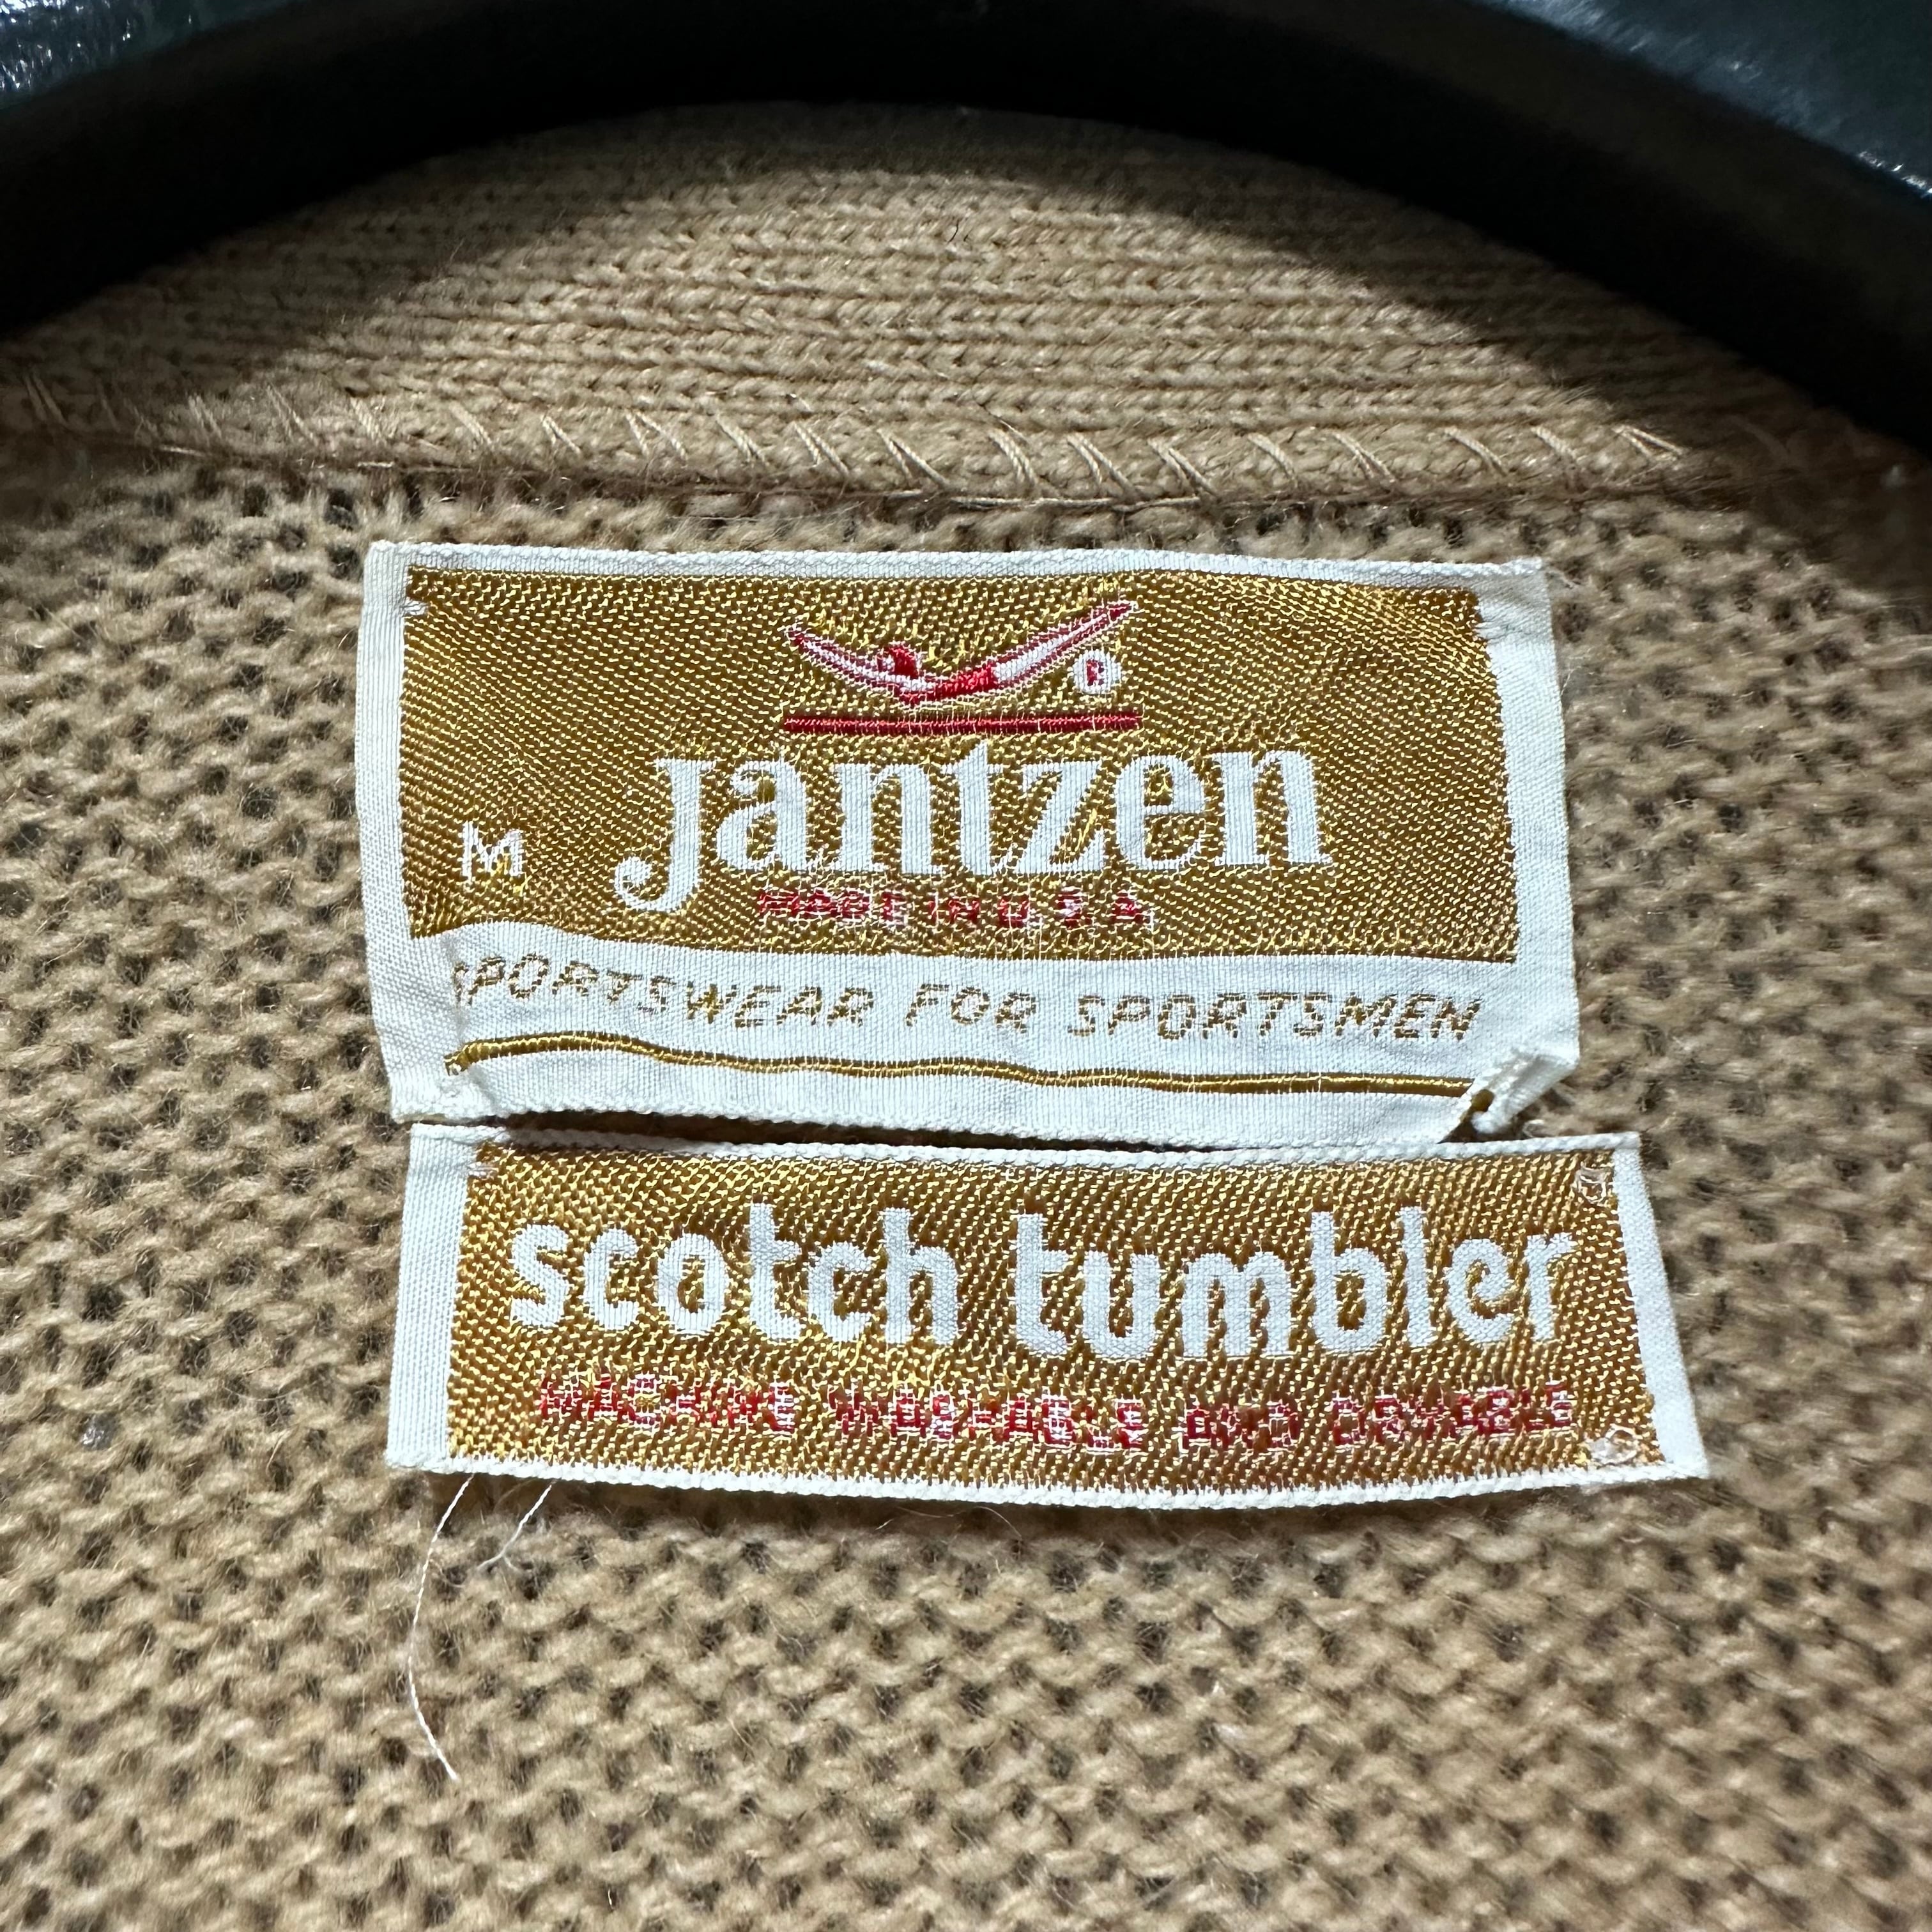 R
jantzen
M
MADE IN U.S.A.
SPORTSWEAR FOR SPORTSMEN
scotch tumbler
MACHINE WASHABLE AND DRYABLE